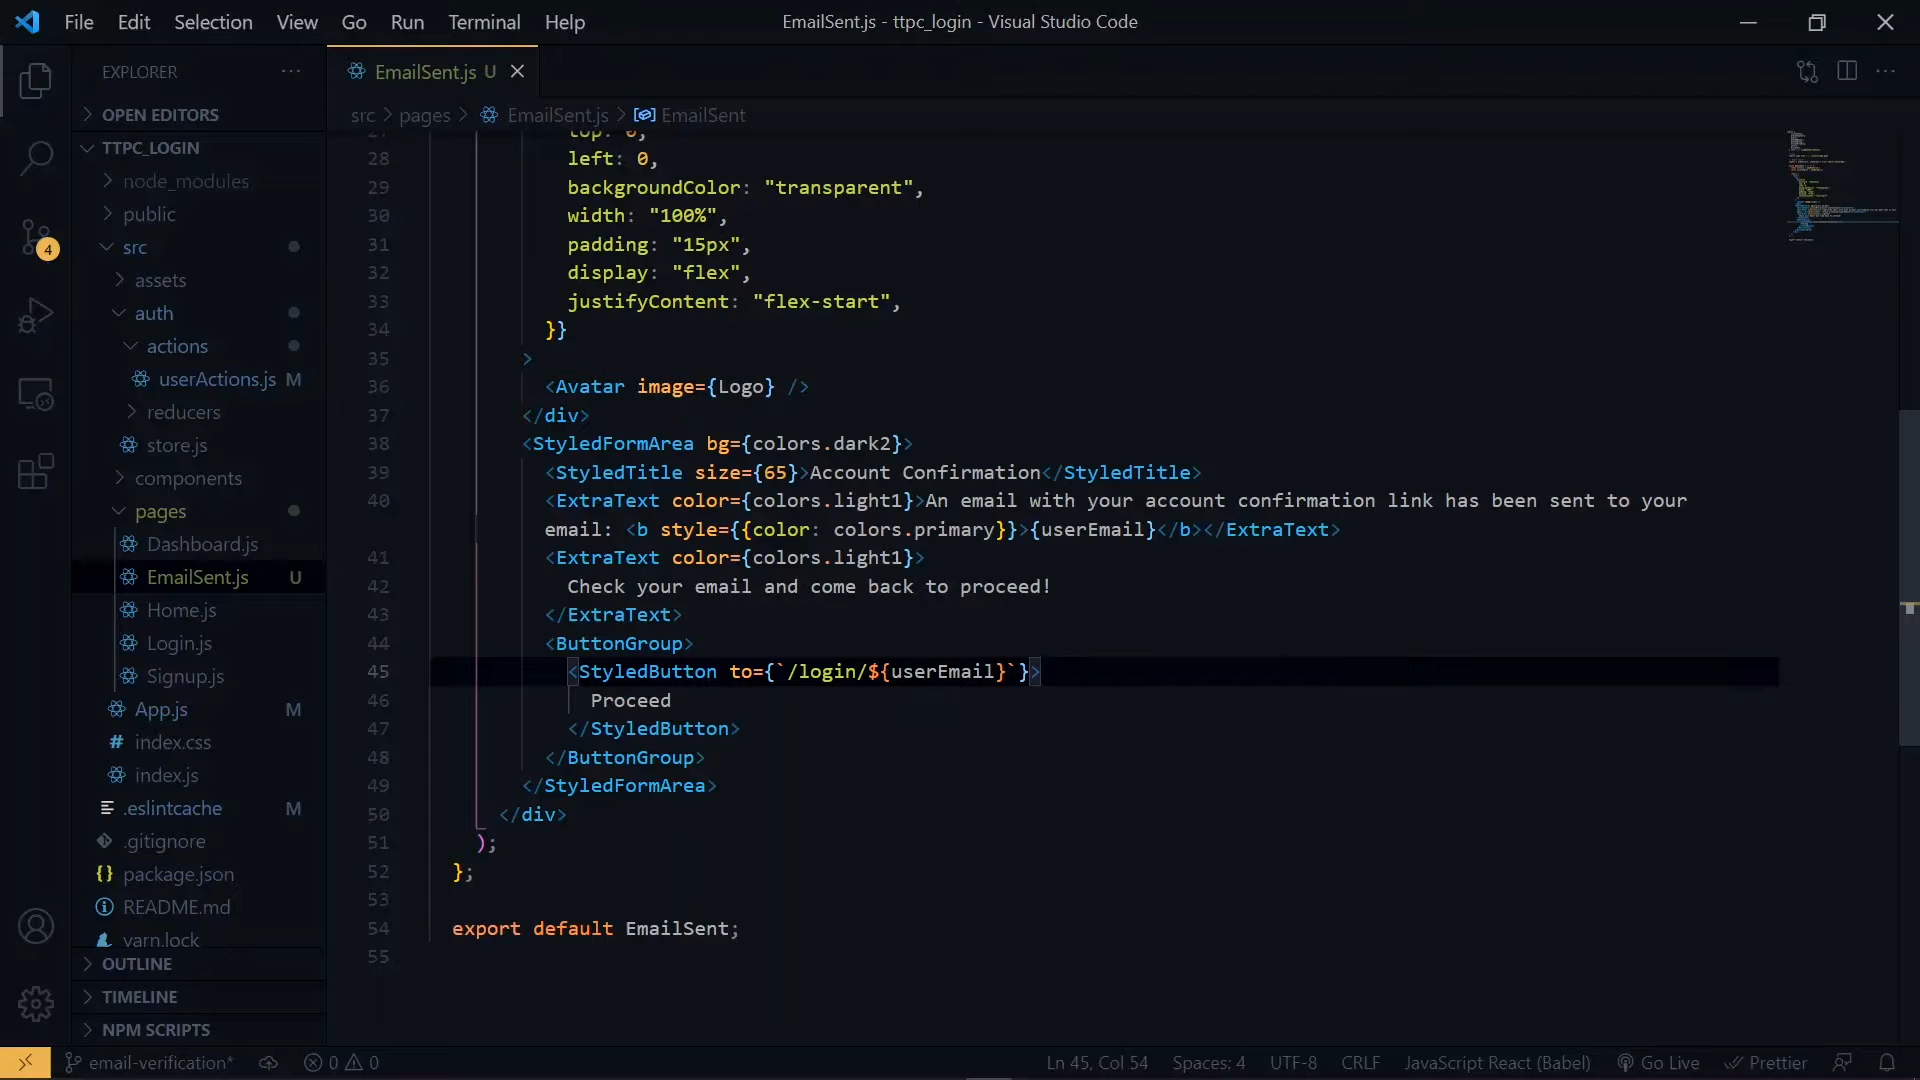 File Edit Selection View Go Run Terminal Help
EmailSent.js - ttpc_login - Visual Studio Code
EXPLORER
OPEN EDITORS
TTPC_LOGIN
node_modules
public
src
assets
auth
actions
userActions.js M
reducers
store.js
components
pages
Dashboard.js
EmailSent.js U
Home.js
Login.js
Signup.js
App.js M
index.css
index.js
.eslintcache M
.gitignore
package.json
README.md
yarn.lock
OUTLINE
TIMELINE
NPM SCRIPTS
4
EmailSent.js U
src > pages > EmailSent.js > EmailSent
27 top: 0,
28 left: 0,
29 backgroundColor: "transparent",
30 width: "100%",
31 padding: "15px",
32 display: "flex",
33 justifyContent: "flex-start",
34 }}
35 >
36 <Avatar image={Logo} />
37 </div>
38 <StyledFormArea bg={colors.dark2}>
39 <StyledTitle size={65}>Account Confirmation</StyledTitle>
40 <ExtraText color={colors.light1}>An email with your account confirmation link has been sent to your
email: <b style={{color: colors.primary}}>{userEmail}</b></ExtraText>
41 <ExtraText color={colors.light1}>
42 Check your email and come back to proceed!
43 </ExtraText>
44 <ButtonGroup>
45 <StyledButton to={`/login/${userEmail}`}>
46 Proceed
47 </StyledButton>
48 </ButtonGroup>
49 </StyledFormArea>
50 </div>
51 );
52 };
53
54 export default EmailSent;
55
email-verification* 0 0
Ln 45, Col 54 Spaces: 4 UTF-8 CRLF JavaScript React (Babel) Go Live Prettier